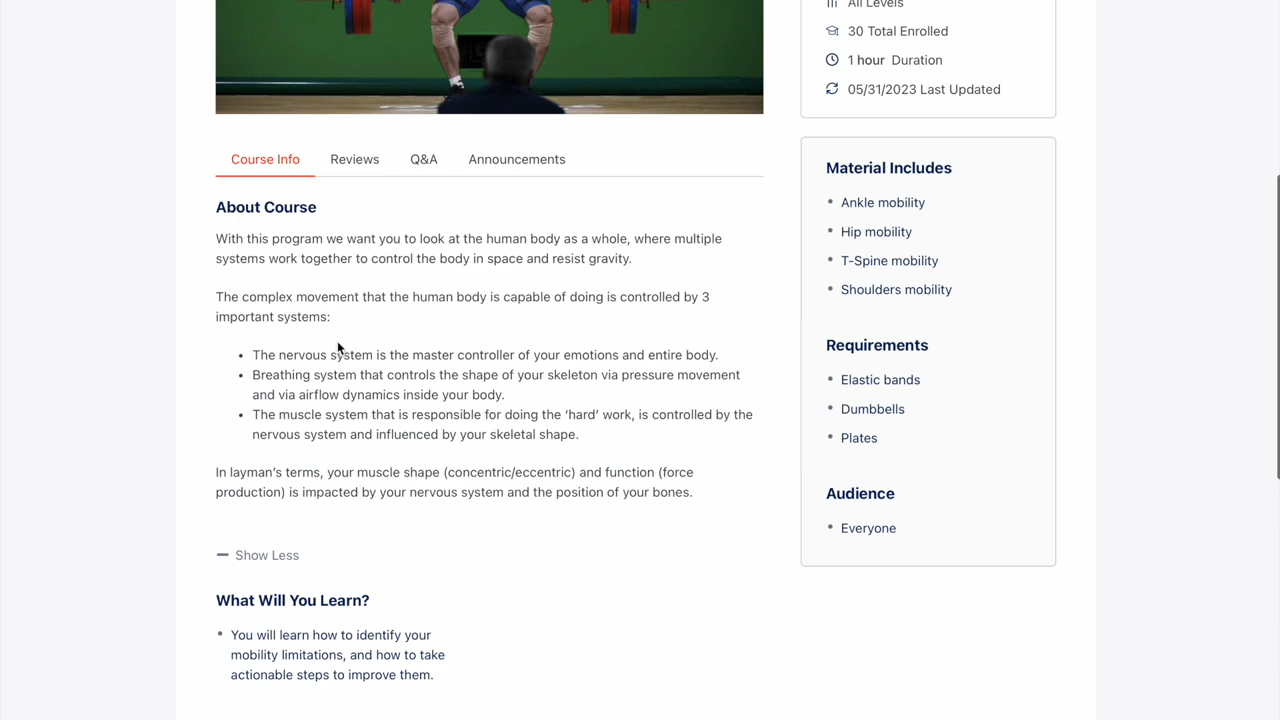 All Levels
30 Total Enrolled
1 hour Duration
05/31/2023 Last Updated
Course Info
Reviews
Q&A
Announcements
About Course
With this program we want you to look at the human body as a whole, where multiple
systems work together to control the body in space and resist gravity.
The complex movement that the human body is capable of doing is controlled by 3
important systems:
• The nervous system is the master controller of your emotions and entire body.
• Breathing system that controls the shape of your skeleton via pressure movement
and via airflow dynamics inside your body.
• The muscle system that is responsible for doing the ‘hard’ work, is controlled by the
nervous system and influenced by your skeletal shape.
In layman’s terms, your muscle shape (concentric/eccentric) and function (force
production) is impacted by your nervous system and the position of your bones.
Show Less
What Will You Learn?
• You will learn how to identify your
mobility limitations, and how to take
actionable steps to improve them.
Material Includes
• Ankle mobility
• Hip mobility
• T-Spine mobility
• Shoulders mobility
Requirements
• Elastic bands
• Dumbbells
• Plates
Audience
• Everyone